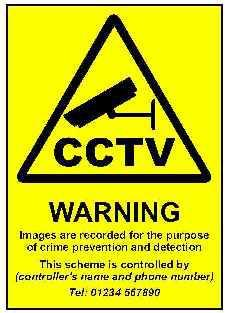 CCTV
WARNING
Images are recorded for the purpose
of crime prevention and detection
This scheme is controlled by
(controller's name and phone number)
Tel: 01234 567890